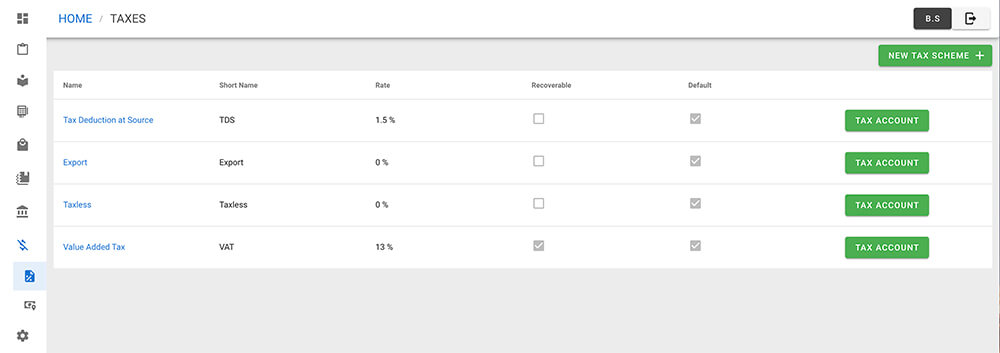 HOME / TAXES
B.S
NEW TAX SCHEME +
Name Short Name Rate Recoverable Default
Tax Deduction at Source TDS 1.5 % TAX ACCOUNT
Export Export 0 % TAX ACCOUNT
Taxless Taxless 0 % TAX ACCOUNT
Value Added Tax VAT 13 % TAX ACCOUNT